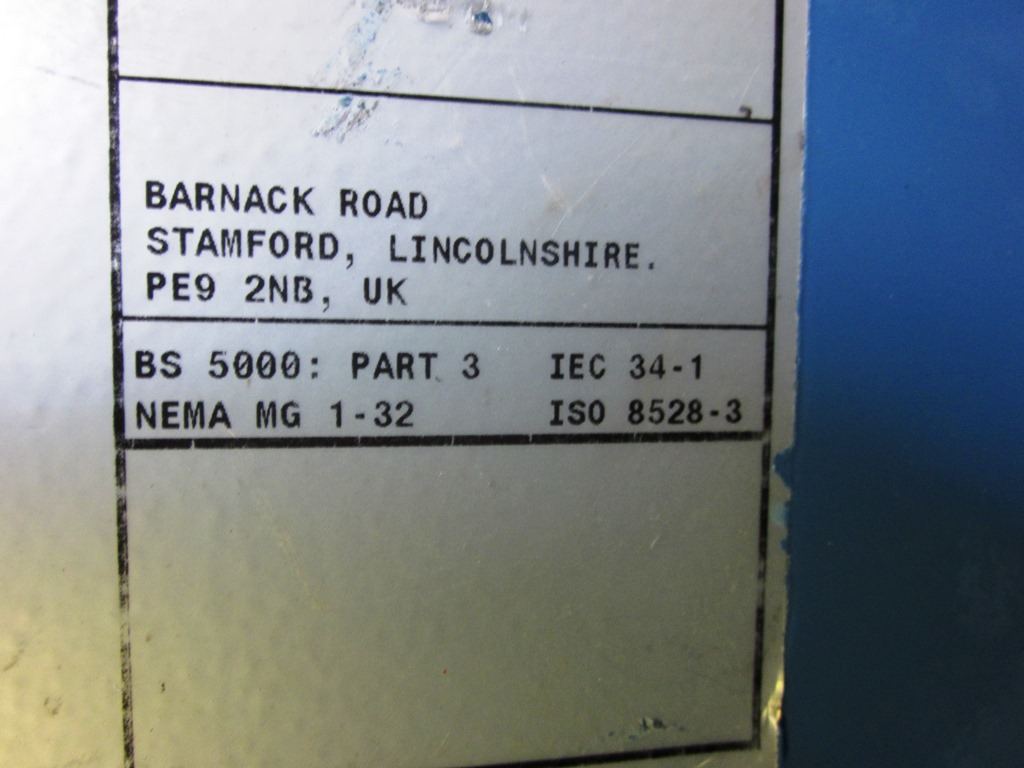 BARNACK ROAD
STAMFORD, LINCOLNSHIRE.
PE9 2NB, UK
BS 5000: PART 3 IEC 34-1
NEMA MG 1-32 ISO 8528-3